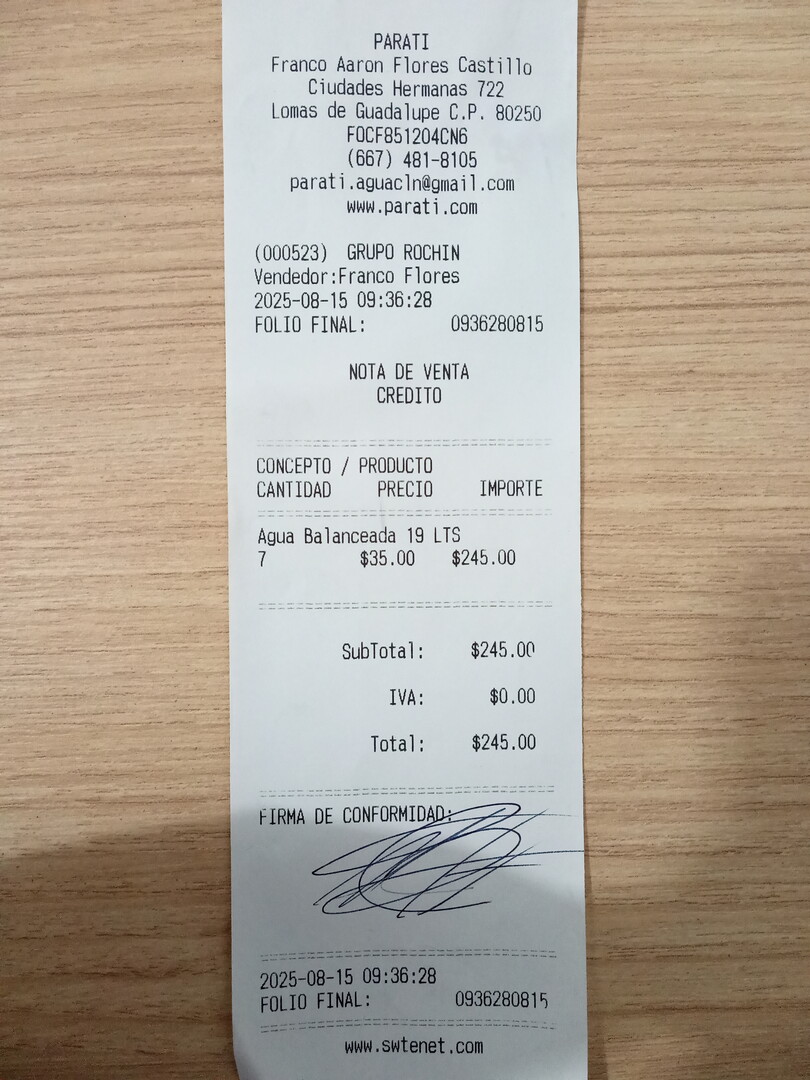 PARATI
Franco Aaron Flores Castillo
Ciudades Hermanas 722
Lomas de Guadalupe C.P. 80250
FOCF851204CN6
(667) 481-8105
parati.aguacln@gmail.com
www.parati.com
(000523) GRUPO ROCHIN
Vendedor:Franco Flores
2025-08-15 09:36:28
FOLIO FINAL: 0936280815
NOTA DE VENTA
CREDITO
CONCEPTO / PRODUCTO
CANTIDAD PRECIO IMPORTE
Agua Balanceada 19 LTS
7 $35.00 $245.00
SubTotal: $245.00
IVA: $0.00
Total: $245.00
FIRMA DE CONFORMIDAD:
2025-08-15 09:36:28
FOLIO FINAL: 0936280815
www.swtenet.com